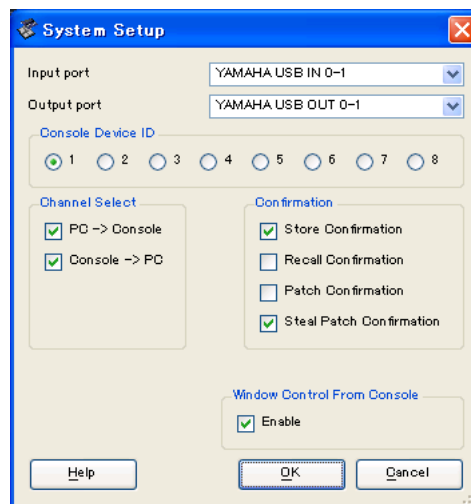 System Setup
Input port YAMAHA USB IN 0-1
Output port YAMAHA USB OUT 0-1
Console Device ID
1 2 3 4 5 6 7 8
Channel Select
PC -> Console
Console -> PC
Confirmation
Store Confirmation
Recall Confirmation
Patch Confirmation
Steal Patch Confirmation
Window Control From Console
Enable
Help OK Cancel